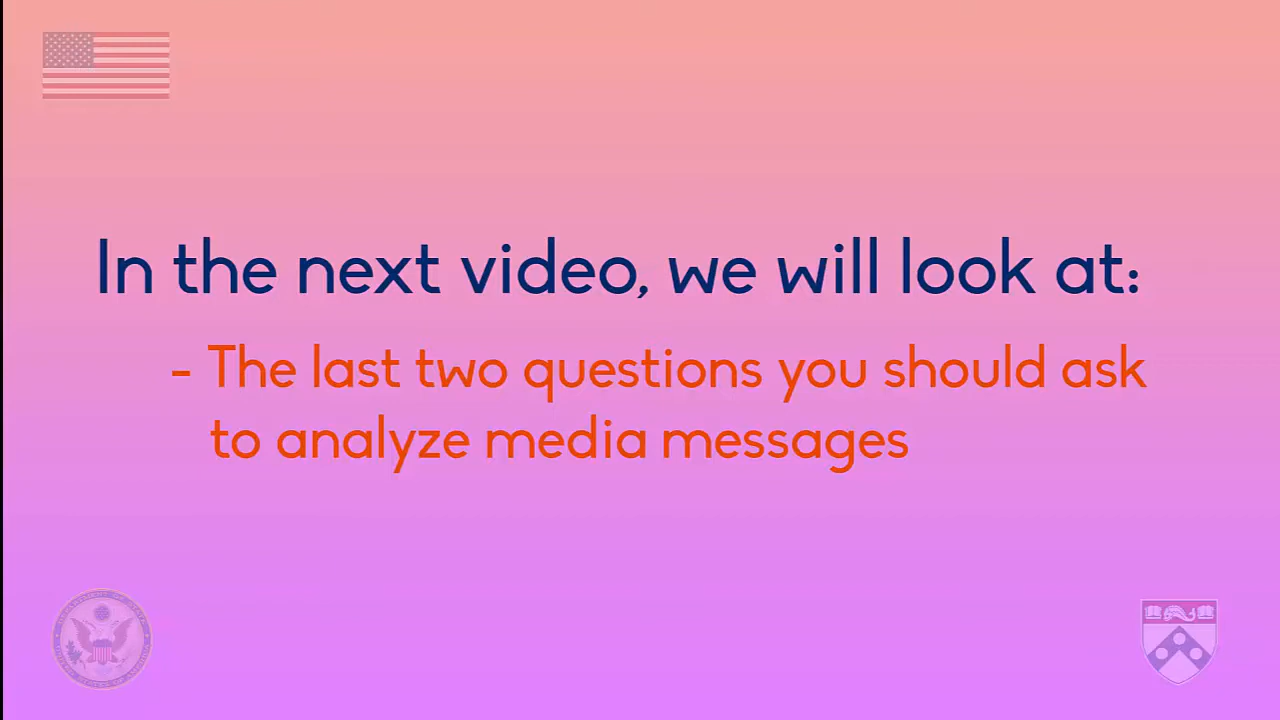 In the next video, we will look at:
- The last two questions you should ask
to analyze media messages